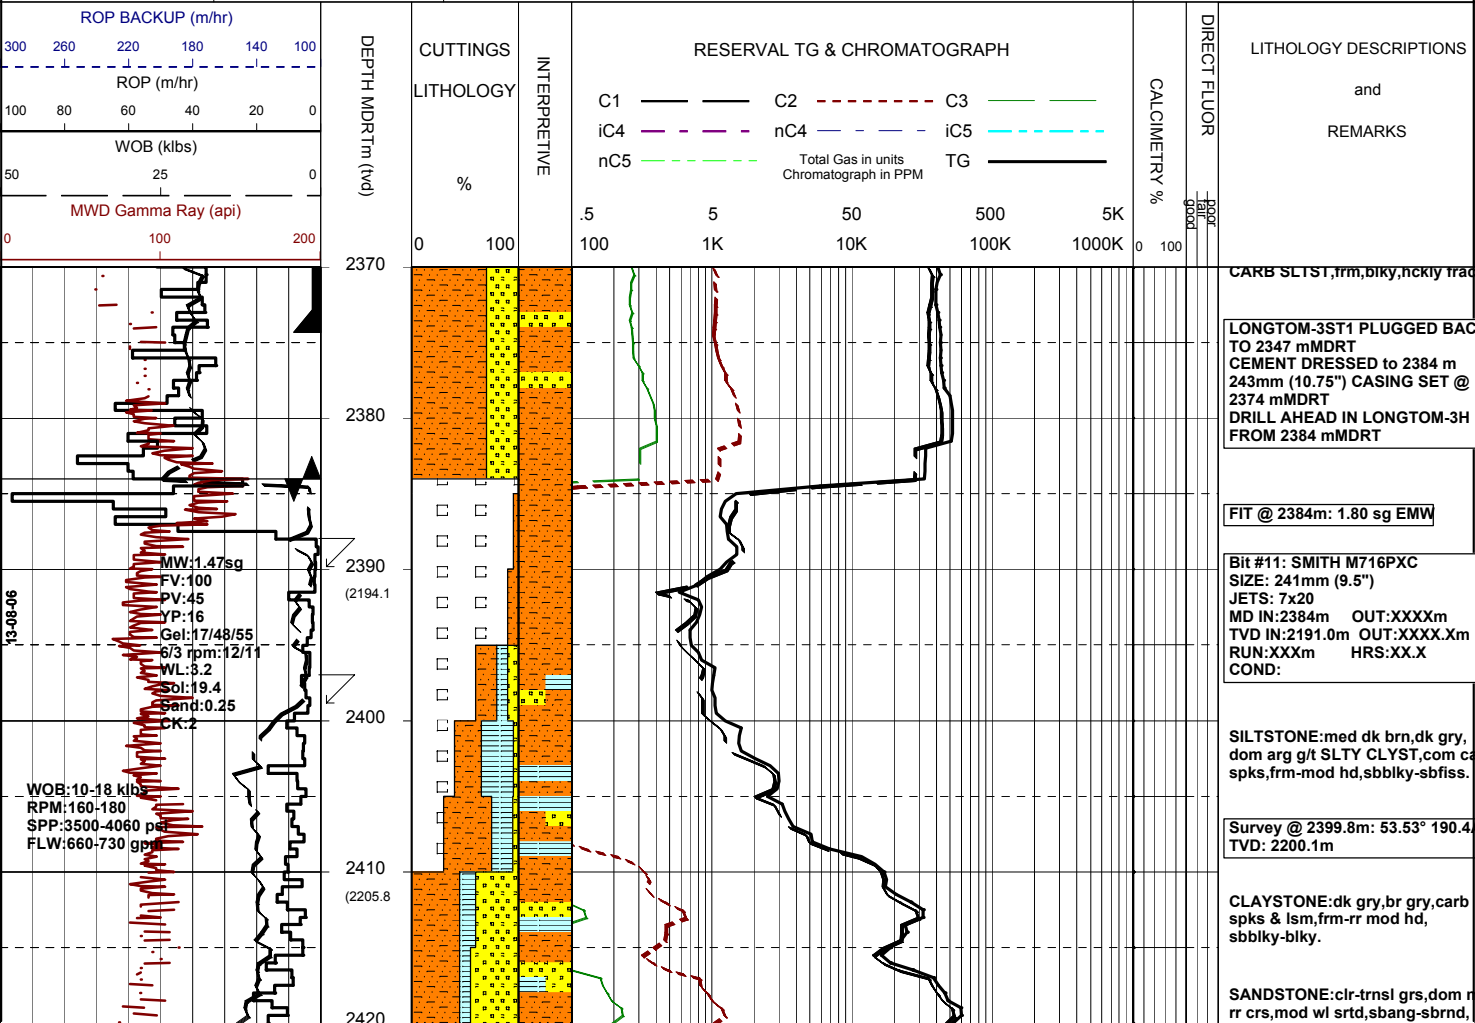 ROP BACKUP (m/hr)
300 260 220 180 140 100
ROP (m/hr)
100 80 60 40 20 0
WOB (klbs)
50 25 0
MWD Gamma Ray (api)
0 100 200
DEPTH MDRTm (tvd)
CUTTINGS
LITHOLOGY
%
0 100
INTERPRETIVE
RESERVAL TG & CHROMATOGRAPH
C1 C2 C3
iC4 nC4 iC5
nC5 Total Gas in units
Chromatograph in PPM TG
.5 5 50 500 5K
100 1K 10K 100K 1000K
CALCIMETRY %
0 100
DIRECT FLUOR
good
fair
poor
LITHOLOGY DESCRIPTIONS
and
REMARKS
2370
2380
2390
(2194.1
2400
2410
(2205.8
2420
13-08-06
MW:1.47sg
FV:100
PV:45
YP:16
Gel:17/48/55
6/3 rpm:12/11
WL:3.2
Sol:19.4
Sand:0.25
CK:2
WOB:10-18 klbs
RPM:160-180
SPP:3500-4060 psi
FLW:660-730 gpm
CARB SLTST,frm,blky,hckly frac
LONGTOM-3ST1 PLUGGED BAC
TO 2347 mMDRT
CEMENT DRESSED to 2384 m
243mm (10.75") CASING SET @
2374 mMDRT
DRILL AHEAD IN LONGTOM-3H
FROM 2384 mMDRT
FIT @ 2384m: 1.80 sg EMW
Bit #11: SMITH M716PXC
SIZE: 241mm (9.5")
JETS: 7x20
MD IN:2384m OUT:XXXXm
TVD IN:2191.0m OUT:XXXX.Xm
RUN:XXXm HRS:XX.X
COND:
SILTSTONE:med dk brn,dk gry,
dom arg g/t SLTY CLYST,com ca
spks,frm-mod hd,sbblky-sbfiss.
Survey @ 2399.8m: 53.53° 190.4
TVD: 2200.1m
CLAYSTONE:dk gry,br gry,carb
spks & lsm,frm-rr mod hd,
sbblky-blky.
SANDSTONE:clr-trnsl grs,dom
rr crs,mod wl srtd,sbang-sbrnd,